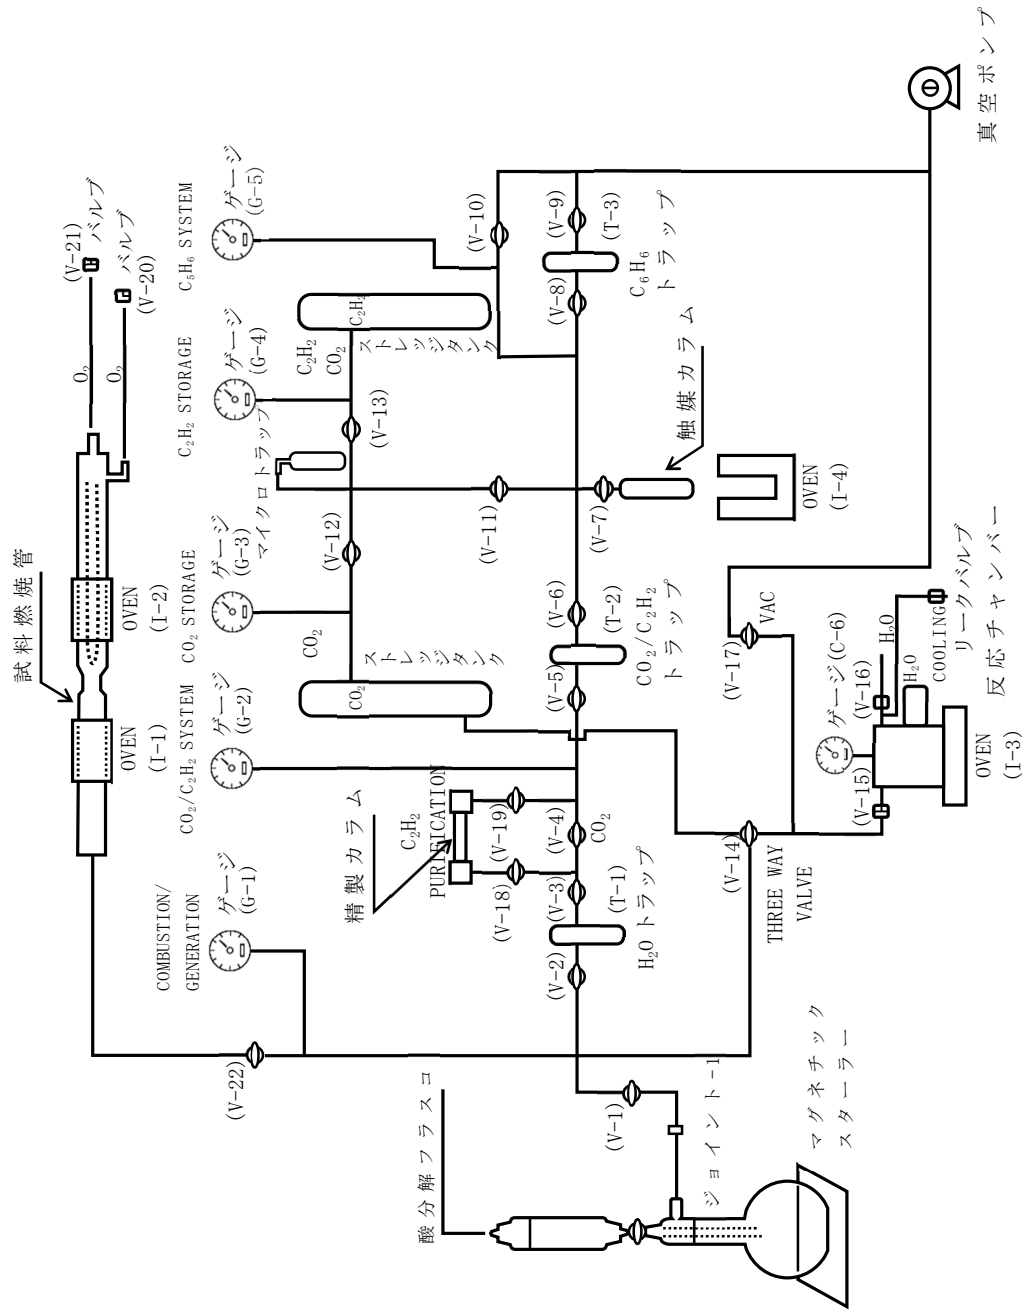 試料燃焼管
OVEN
(I-1)
OVEN
(I-2)
O₂
O₂
(V-21)
バルブ
バルブ
(V-20)
COMBUSTION/
GENERATION
ゲージ
(G-1)
CO₂/C₂H₂ SYSTEM
ゲージ
(G-2)
CO₂ STORAGE
ゲージ
(G-3)
C₂H₂ STORAGE
ゲージ
(G-4)
C₅H₆ SYSTEM
ゲージ
(G-5)
(V-22)
マイクロトラップ
CO₂
CO₂
ストレッジタンク
(V-12)
(V-13)
C₂H₂
CO₂
C₂H₂
ストレッジタンク
精製カラム
C₂H₂
PURIFICATION
(V-18)
(V-19)
(V-11)
(V-10)
酸分解フラスコ
(V-1)
(V-2)
(T-1)
H₂O トラップ
(V-3)
(V-4)
CO₂
(V-5)
(T-2)
CO₂/C₂H₂
トラップ
(V-6)
(V-7)
触媒カラム
(V-8)
C₆H₆
トラップ
(V-9)
(T-3)
OVEN
(I-4)
ジョイント-1
マグネチック
スターラー
(V-14)
THREE WAY
VALVE
(V-17)
VAC
(V-15)
ゲージ(C-6)
(V-16)
H₂O
H₂O
COOLING
リークバルブ
反応チャンバー
OVEN
(I-3)
真空ポンプ